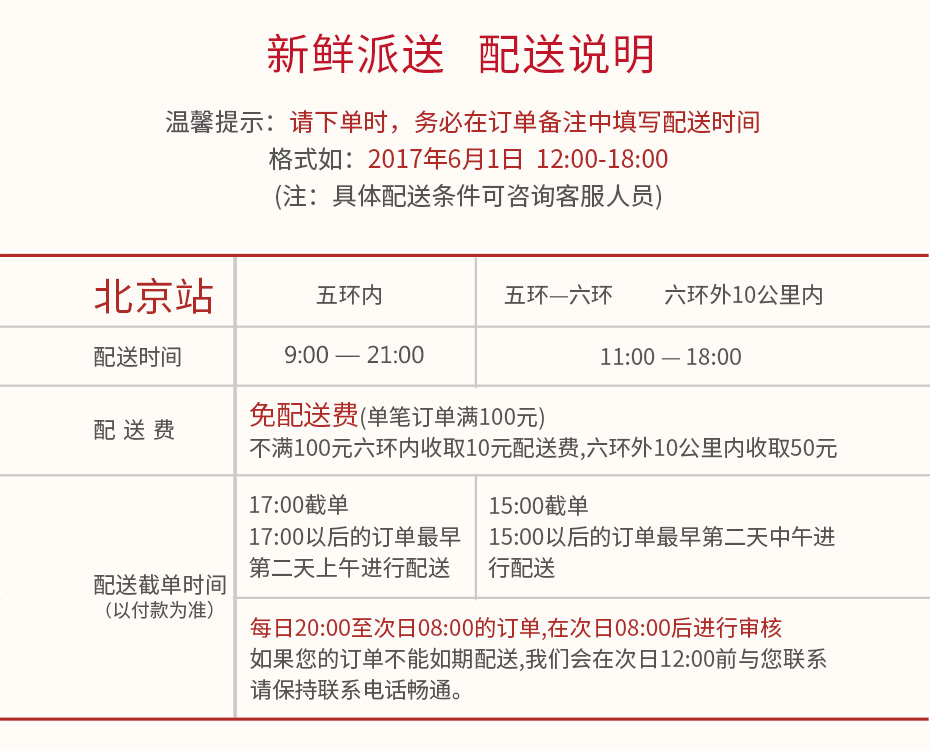 新鲜派送 配送说明
温馨提示：请下单时，务必在订单备注中填写配送时间
格式如：2017年6月1日 12:00-18:00
(注：具体配送条件可咨询客服人员)
北京站 五环内 五环—六环 六环外10公里内
配送时间 9:00 — 21:00 11:00 — 18:00
配 送 费
免配送费(单笔订单满100元)
不满100元六环内收取10元配送费,六环外10公里内收取50元
配送截单时间
（以付款为准）
17:00截单
17:00以后的订单最早
第二天上午进行配送
15:00截单
15:00以后的订单最早第二天中午进
行配送
每日20:00至次日08:00的订单,在次日08:00后进行审核
如果您的订单不能如期配送,我们会在次日12:00前与您联系
请保持联系电话畅通。